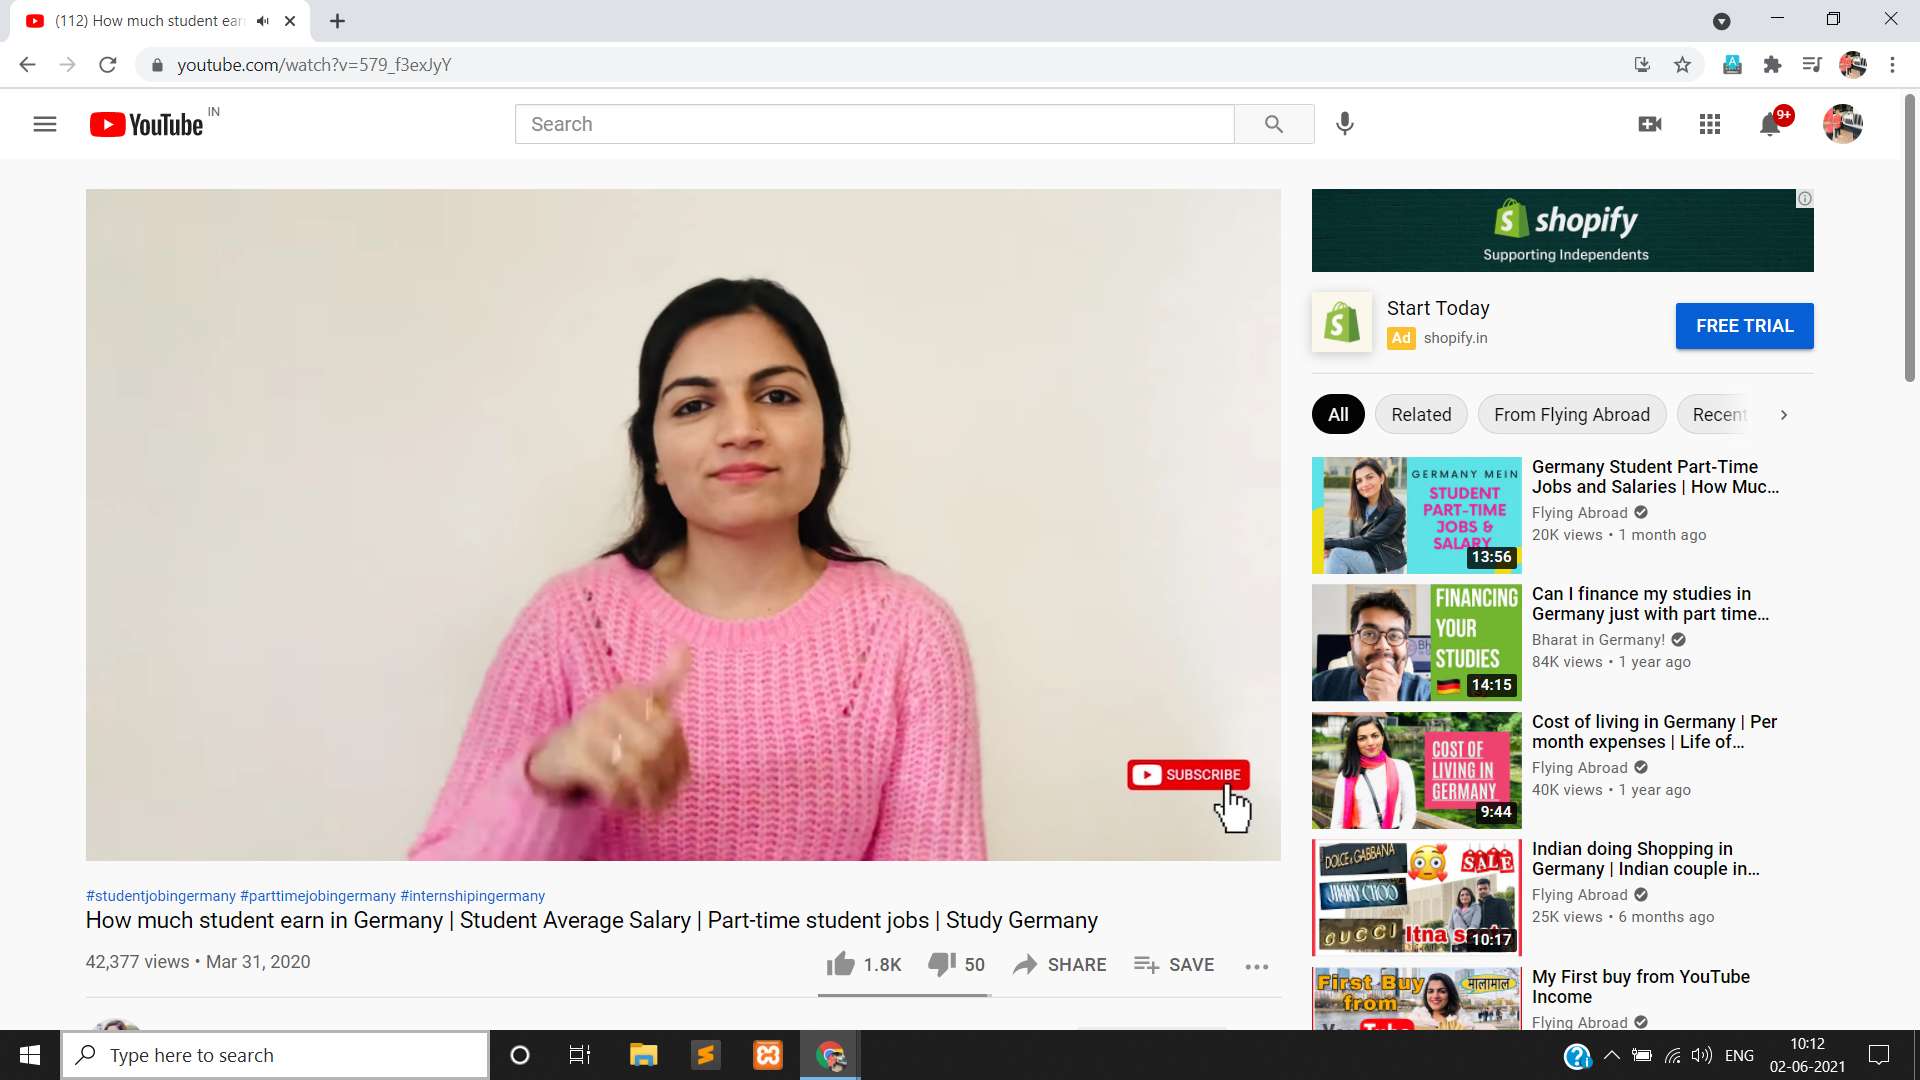 (112) How much student ear
youtube.com/watch?v=579_f3exJyY
YouTube IN
Search
9+
shopify
Supporting Independents
Start Today
Ad shopify.in
FREE TRIAL
All
Related
From Flying Abroad
Recent
SUBSCRIBE
GERMANY MEIN
STUDENT
PART-TIME
JOBS &
SALARY
13:56
Germany Student Part-Time
Jobs and Salaries | How Muc...
Flying Abroad
20K views • 1 month ago
FINANCING
YOUR
STUDIES
14:15
Can I finance my studies in
Germany just with part time...
Bharat in Germany!
84K views • 1 year ago
COST OF
LIVING IN
GERMANY
9:44
Cost of living in Germany | Per
month expenses | Life of...
Flying Abroad
40K views • 1 year ago
DOLCE & GABBANA
SALE
JIMMY CHOO
GUCCI
Itna
10:17
Indian doing Shopping in
Germany | Indian couple in...
Flying Abroad
25K views • 6 months ago
First Buy
from
मालामाल
My First buy from YouTube
Income
Flying Abroad
#studentjobingermany #parttimejobingermany #internshipingermany
How much student earn in Germany | Student Average Salary | Part-time student jobs | Study Germany
42,377 views • Mar 31, 2020
1.8K
50
SHARE
SAVE
Type here to search
ENG
10:12
02-06-2021